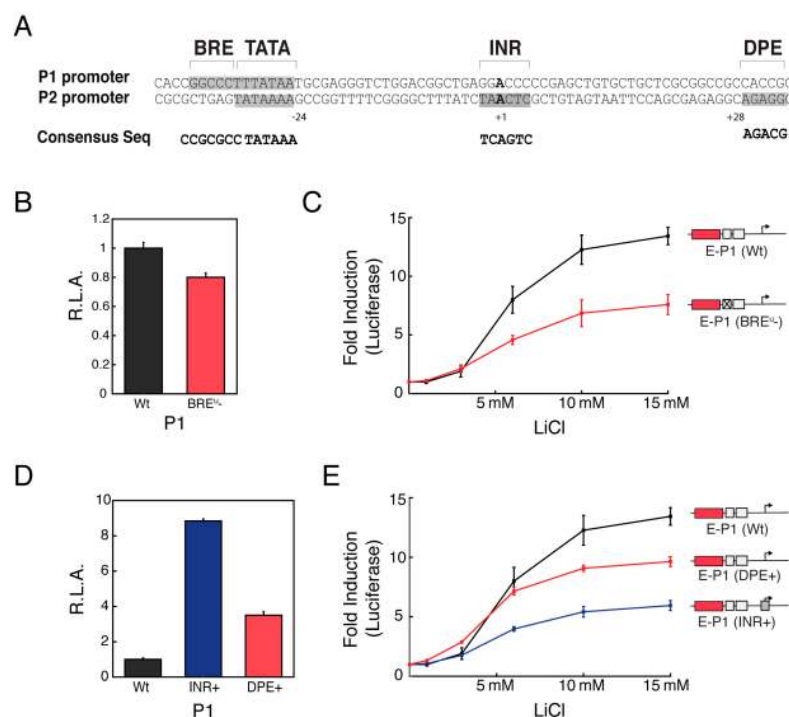 A
BRE TATA INR DPE
P1 promoter CACCGGCCCTTTATAATGCGAGGGTCTGGACGGCTGAGGACCCCCGAGCTGTGCTGCTCGCGGCCGCCACCGC
P2 promoter CGCGCTGAGTATAAAAGCCGGTTTTCGGGGCTTTATCTAACTCGCTGTAGTAATTCCAGCGAGAGGCAGAGGG
-24 +1 +28
Consensus Seq CCGCGCC TATAAA TCAGTC AGACG
B
R.L.A.
1.2
1
0.8
0.6
0.4
0.2
0
Wt BREᵘ-
P1
C
Fold Induction
(Luciferase)
15
10
5
0
5 mM 10 mM 15 mM
LiCl
E-P1 (Wt)
E-P1 (BREᵘ-)
D
R.L.A.
10
8
6
4
2
0
Wt INR+ DPE+
P1
E
Fold Induction
(Luciferase)
15
10
5
0
5 mM 10 mM 15 mM
LiCl
E-P1 (Wt)
E-P1 (DPE+)
E-P1 (INR+)